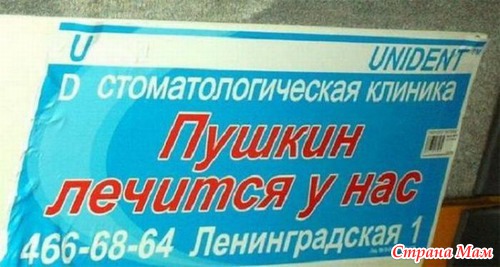 U UNIDENT
D стоматологическая клиника
Пушкин
лечится у нас
466-68-64 Ленинградская 1
Страна Мам